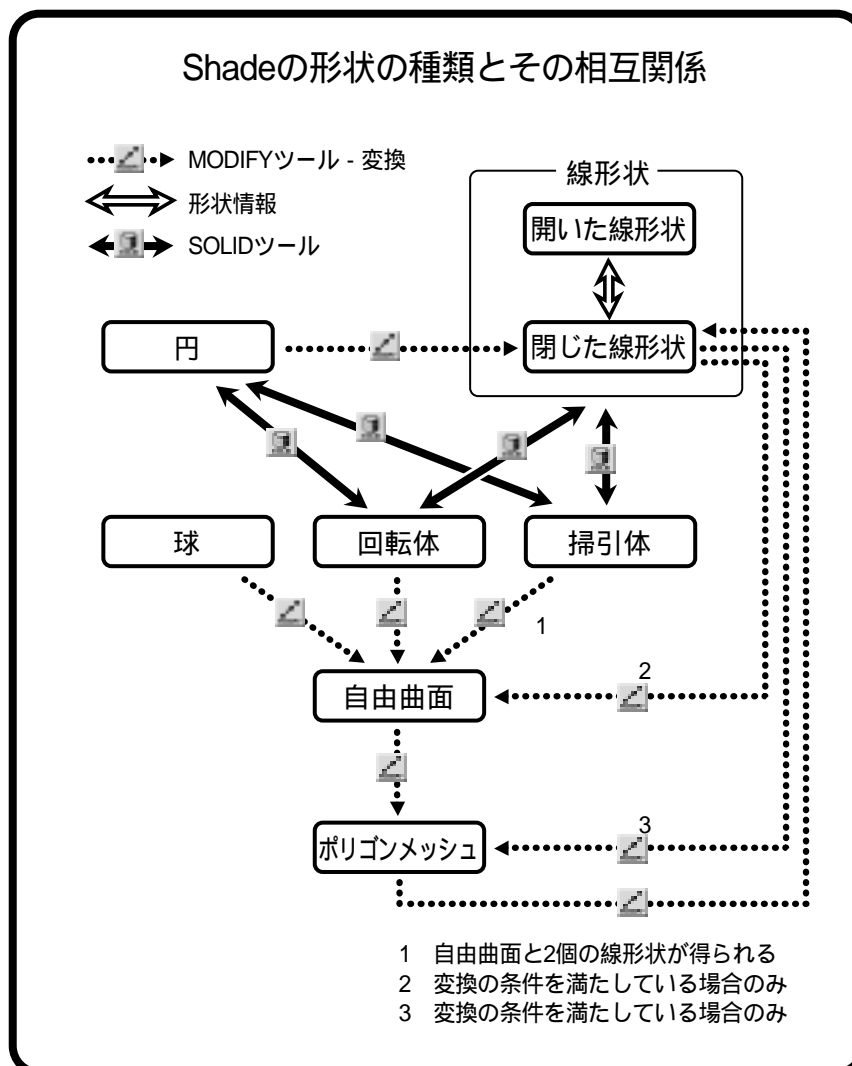 Shadeの形状の種類とその相互関係
MODIFYツール - 変換
形状情報
SOLIDツール
線形状
開いた線形状
円
閉じた線形状
球
回転体
掃引体
1
自由曲面
2
ポリゴンメッシュ
3
1 自由曲面と2個の線形状が得られる
2 変換の条件を満たしている場合のみ
3 変換の条件を満たしている場合のみ